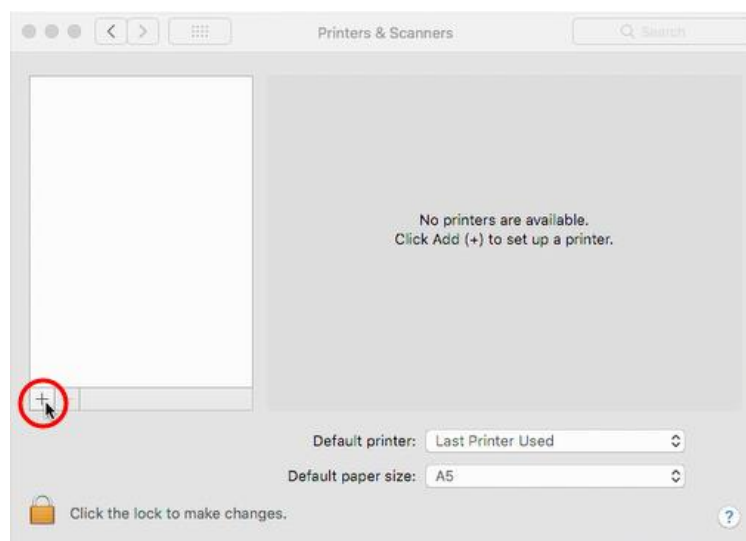 Printers & Scanners
Search
No printers are available.
Click Add (+) to set up a printer.
+
Default printer: Last Printer Used
Default paper size: A5
Click the lock to make changes.
?